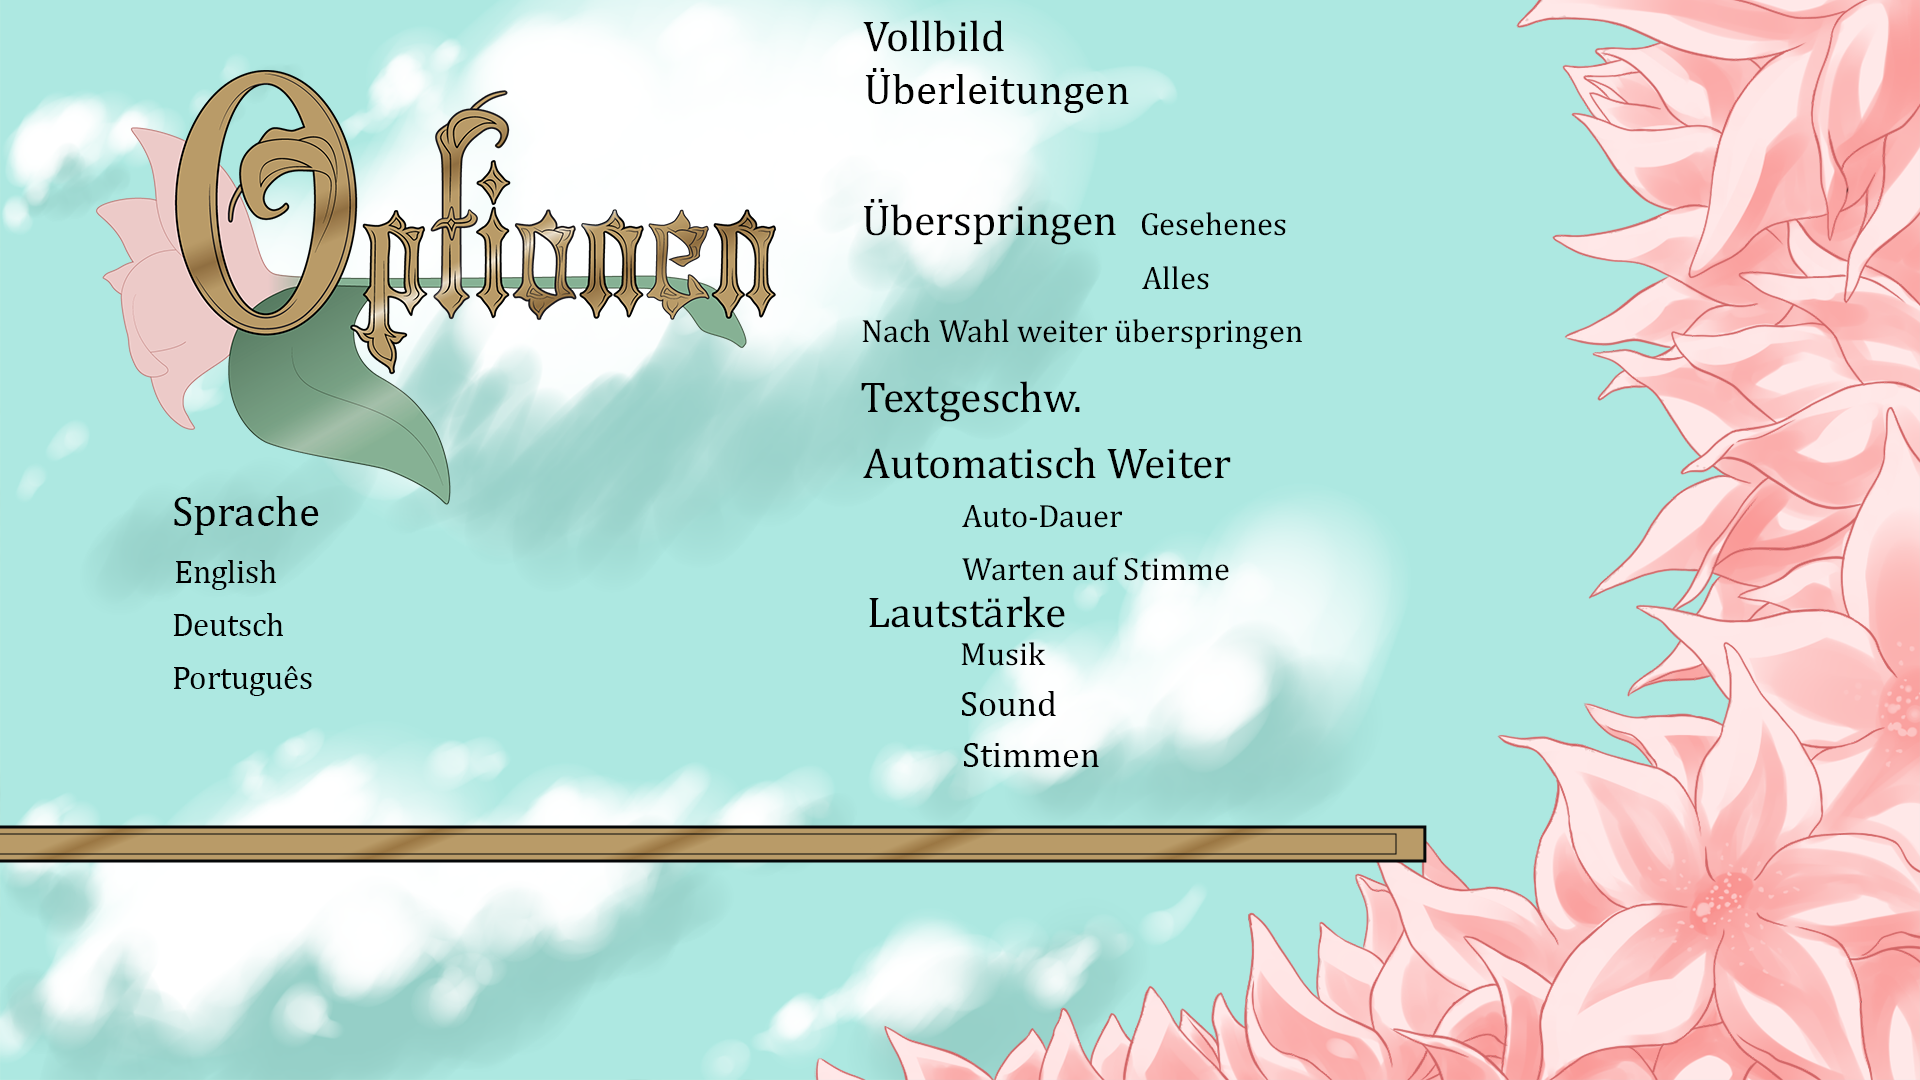 Optionen
Sprache
English
Deutsch
Português
Vollbild
Überleitungen
Überspringen Gesehenes
Alles
Nach Wahl weiter überspringen
Textgeschw.
Automatisch Weiter
Auto-Dauer
Warten auf Stimme
Lautstärke
Musik
Sound
Stimmen